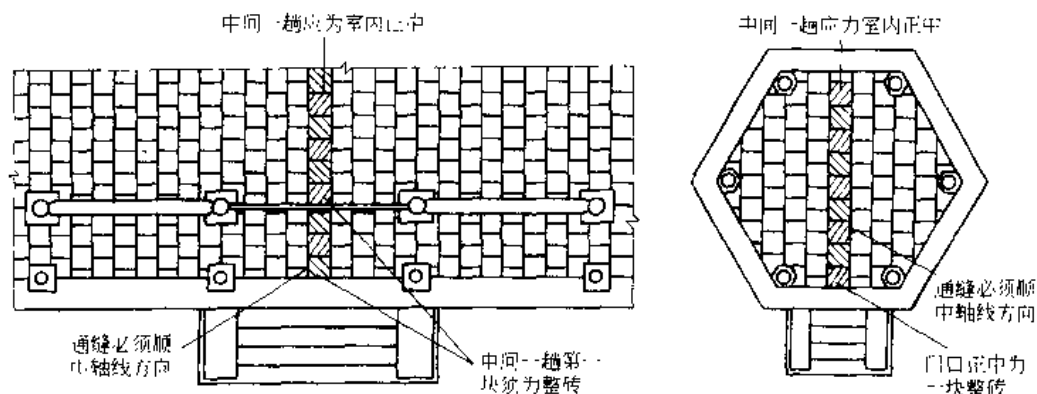 中间一趟应为室内正中
中间一趟应为室内正中
通缝必须顺
中轴线方向
中间一趟第一
块须为整砖
通缝必须顺
中轴线方向
门口正中为
一块整砖